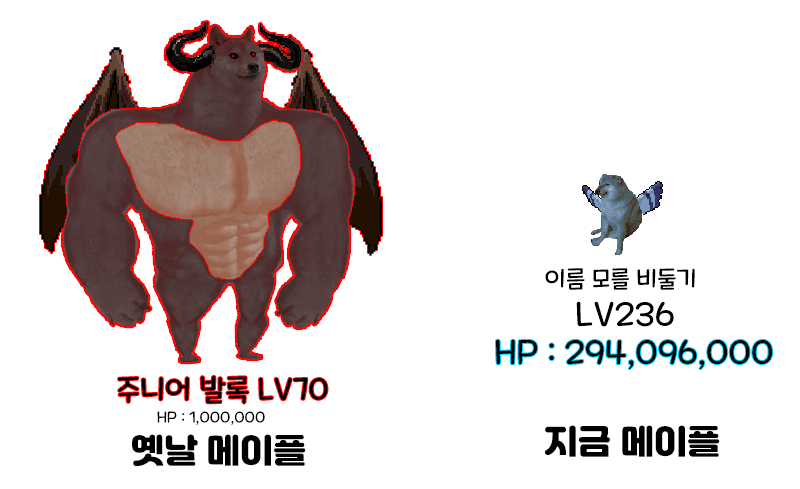 주니어 발록 LV70
HP : 1,000,000
옛날 메이플
이름 모를 비둘기
LV236
HP : 294,096,000
지금 메이플